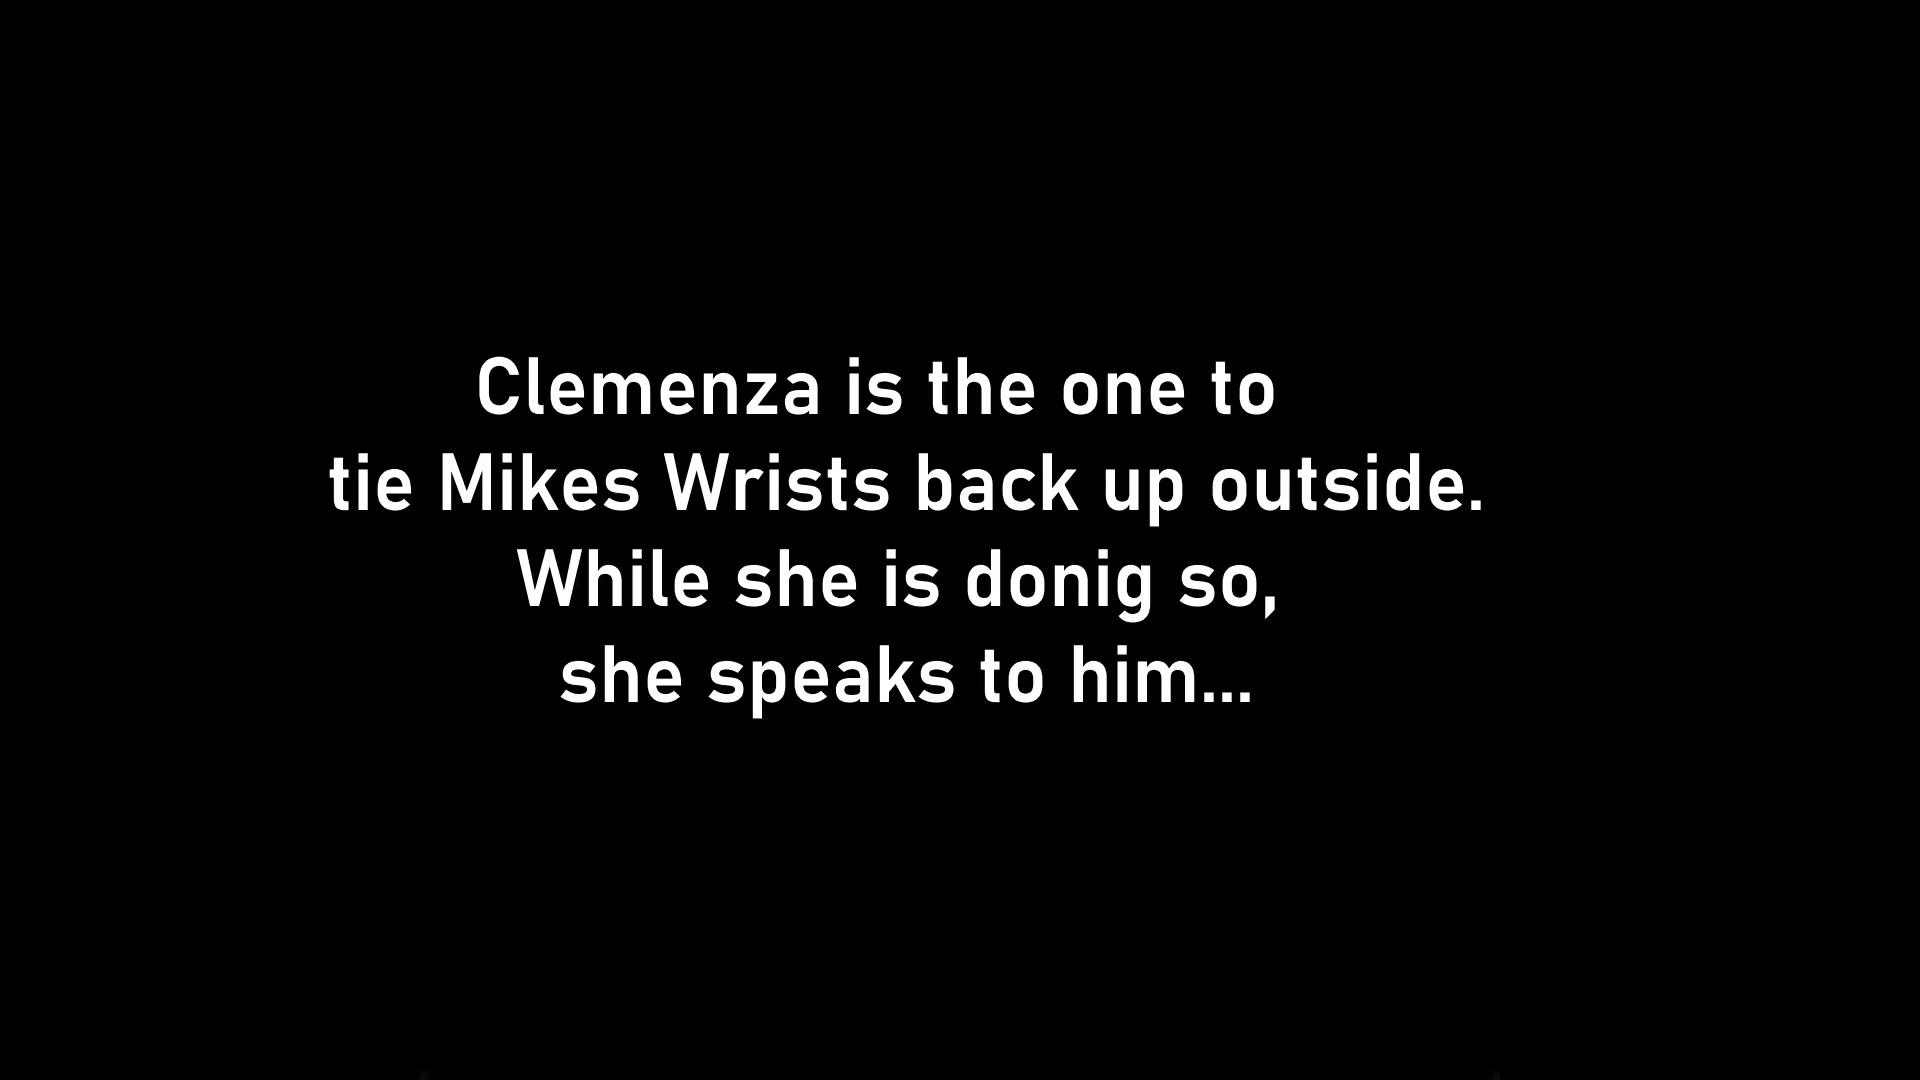 Clemenza is the one to
tie Mikes Wrists back up outside.
While she is donig so,
she speaks to him...